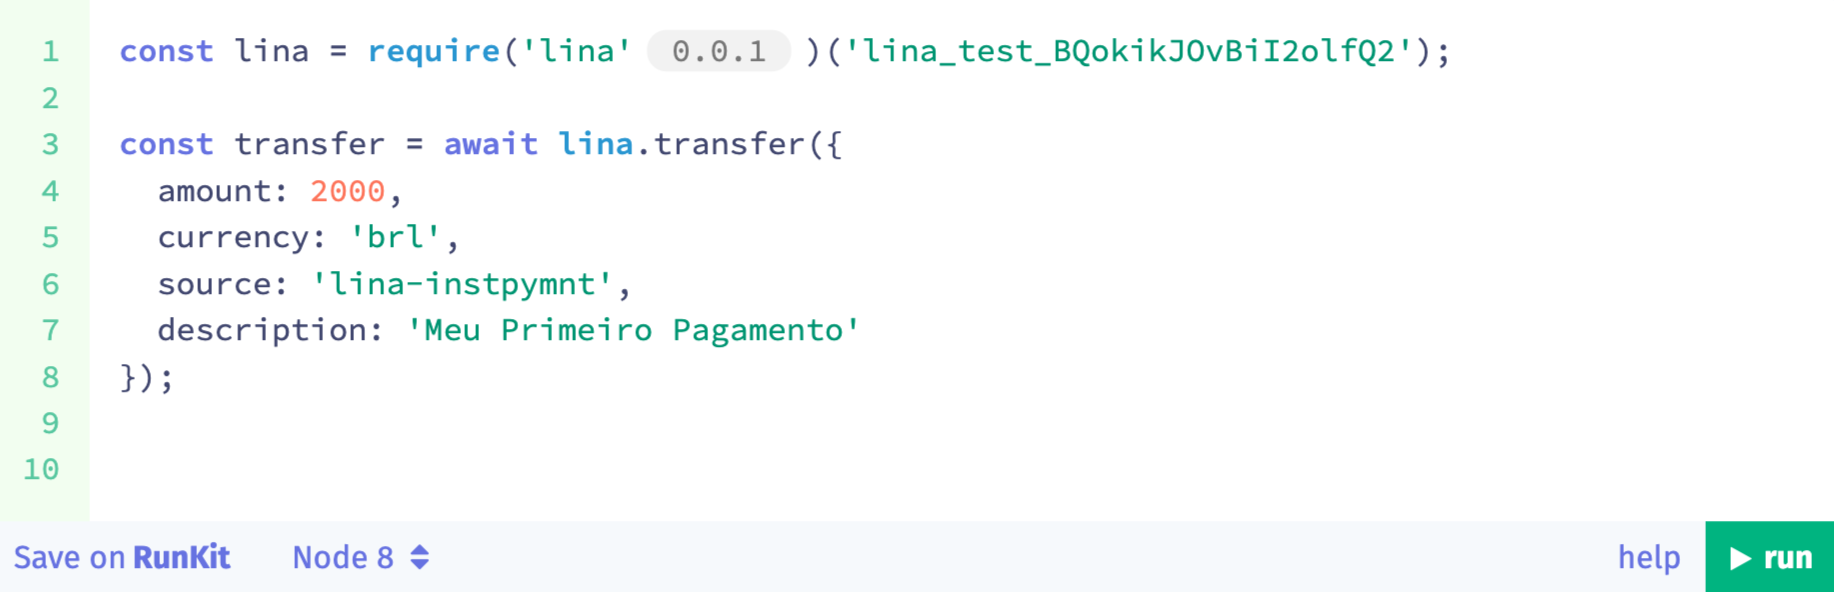 1 const lina = require('lina' 0.0.1 )('lina_test_BQokikJOvBiI2olfQ2');
2
3 const transfer = await lina.transfer({
4 amount: 2000,
5 currency: 'brl',
6 source: 'lina-instpymnt',
7 description: 'Meu Primeiro Pagamento'
8 });
9
10
Save on RunKit Node 8 help run